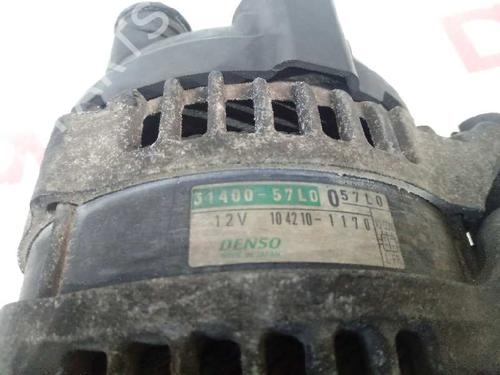 31400-57L0 057L0
12V 104210-1170
DENSO
MADE IN JAPAN